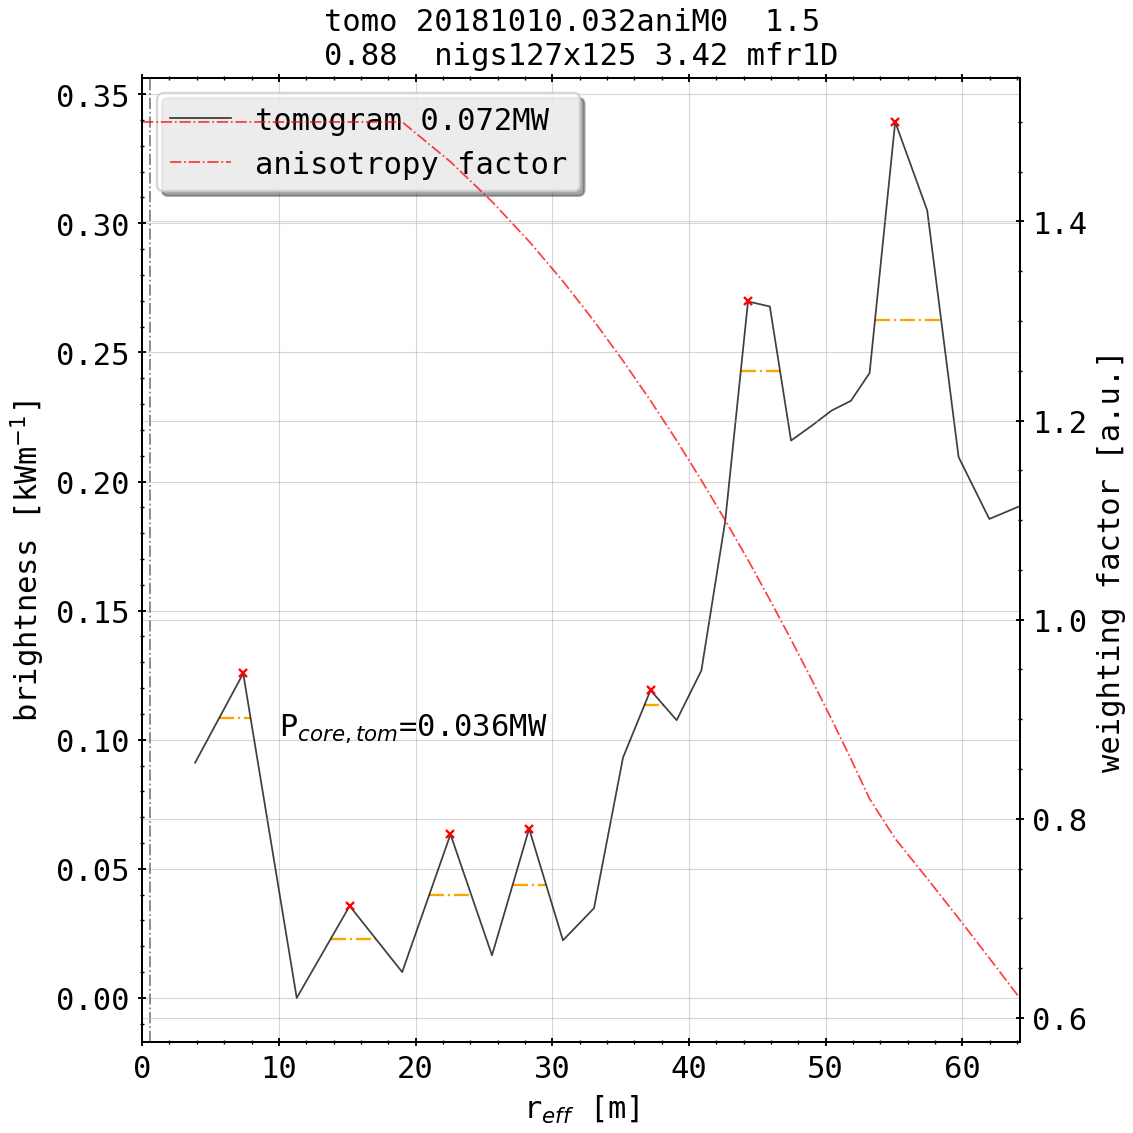 tomo 20181010.032aniM0  1.5
0.88  nigs127x125 3.42 mfr1D
tomogram 0.072MW
anisotropy factor
0.35
0.30
0.25
0.20
0.15
0.10
0.05
0.00
brightness [kWm⁻¹]
P_core,tom=0.036MW
1.4
1.2
1.0
0.8
0.6
weighting factor [a.u.]
0 10 20 30 40 50 60
r_eff [m]